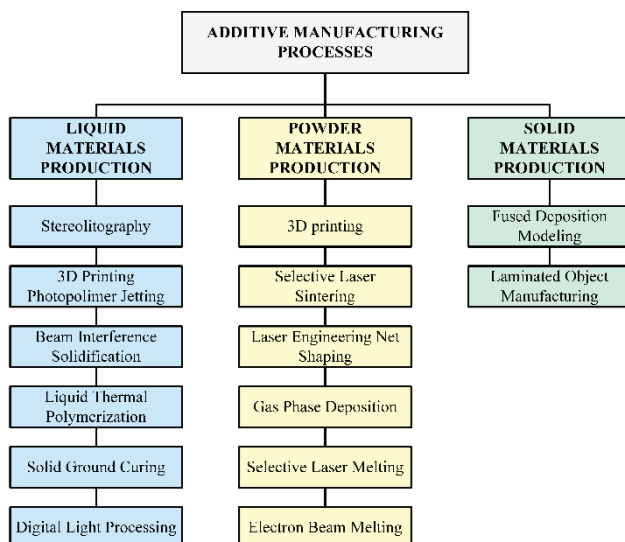 ADDITIVE MANUFACTURING
PROCESSES
LIQUID
MATERIALS
PRODUCTION
Stereolitography
3D Printing
Photopolimer Jetting
Beam Interference
Solidification
Liquid Thermal
Polymerization
Solid Ground Curing
Digital Light Processing
POWDER
MATERIALS
PRODUCTION
3D printing
Selective Laser
Sintering
Laser Engineering Net
Shaping
Gas Phase Deposition
Selective Laser Melting
Electron Beam Melting
SOLID
MATERIALS
PRODUCTION
Fused Deposition
Modeling
Laminated Object
Manufacturing